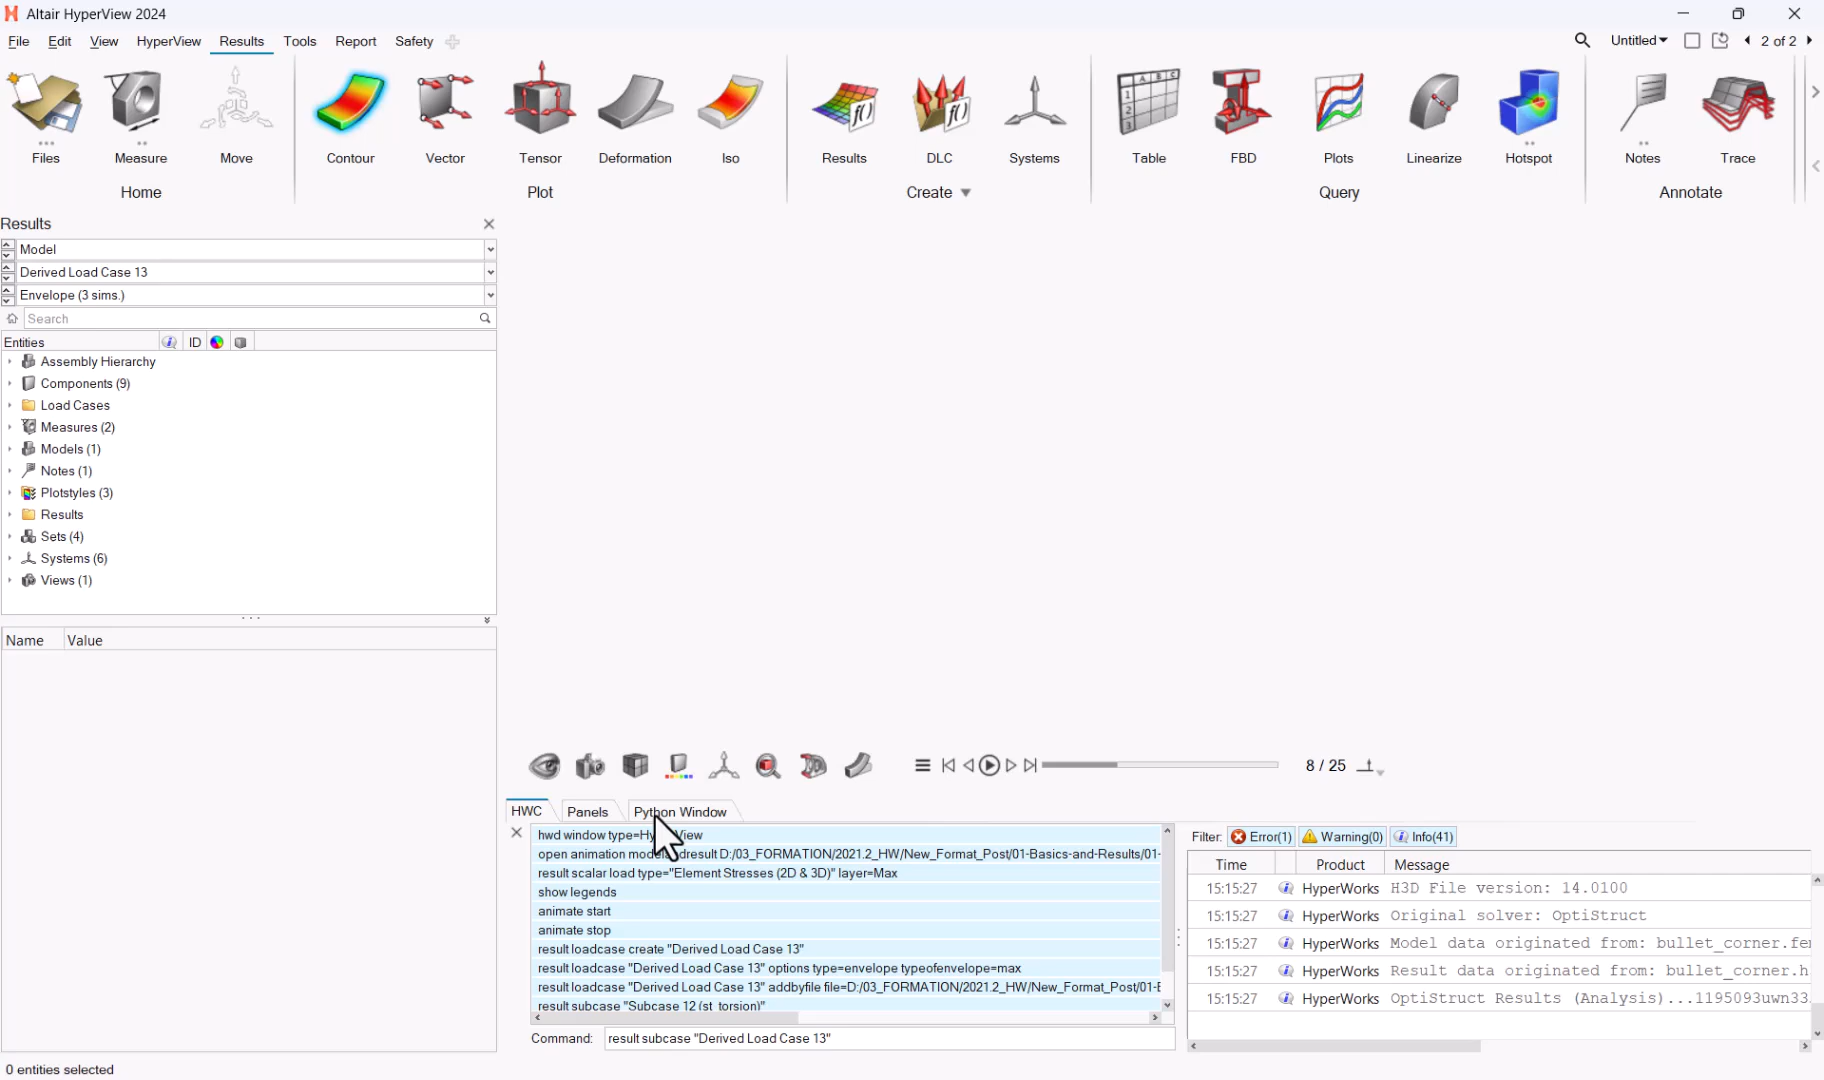 Altair HyperView 2024
File Edit View HyperView Results Tools Report Safety
Untitled 2 of 2
Files Measure Move Contour Vector Tensor Deformation Iso Results DLC Systems Table FBD Plots Linearize Hotspot Notes Trace
Home Plot Create Query Annotate
Results
Model
Derived Load Case 13
Envelope (3 sims.)
Search
Entities ID
Assembly Hierarchy
Components (9)
Load Cases
Measures (2)
Models (1)
Notes (1)
Plotstyles (3)
Results
Sets (4)
Systems (6)
Views (1)
Name Value
8 / 25
HWC Panels Python Window
hwd window type=Hy View
open animation mod dresult D:/03_FORMATION/2021.2_HW/New_Format_Post/01-Basics-and-Results/01-
result scalar load type="Element Stresses (2D & 3D)" layer=Max
show legends
animate start
animate stop
result loadcase create "Derived Load Case 13"
result loadcase "Derived Load Case 13" options type=envelope typeofenvelope=max
result loadcase "Derived Load Case 13" addbyfile file=D:/03_FORMATION/2021.2_HW/New_Format_Post/01-E
result subcase "Subcase 12 (st_torsion)"
Command: result subcase "Derived Load Case 13"
Filter: Error(1) Warning(0) Info(41)
Time Product Message
15:15:27 HyperWorks H3D File version: 14.0100
15:15:27 HyperWorks Original solver: OptiStruct
15:15:27 HyperWorks Model data originated from: bullet_corner.fe
15:15:27 HyperWorks Result data originated from: bullet_corner.h
15:15:27 HyperWorks OptiStruct Results (Analysis)...1195093uwn33
0 entities selected